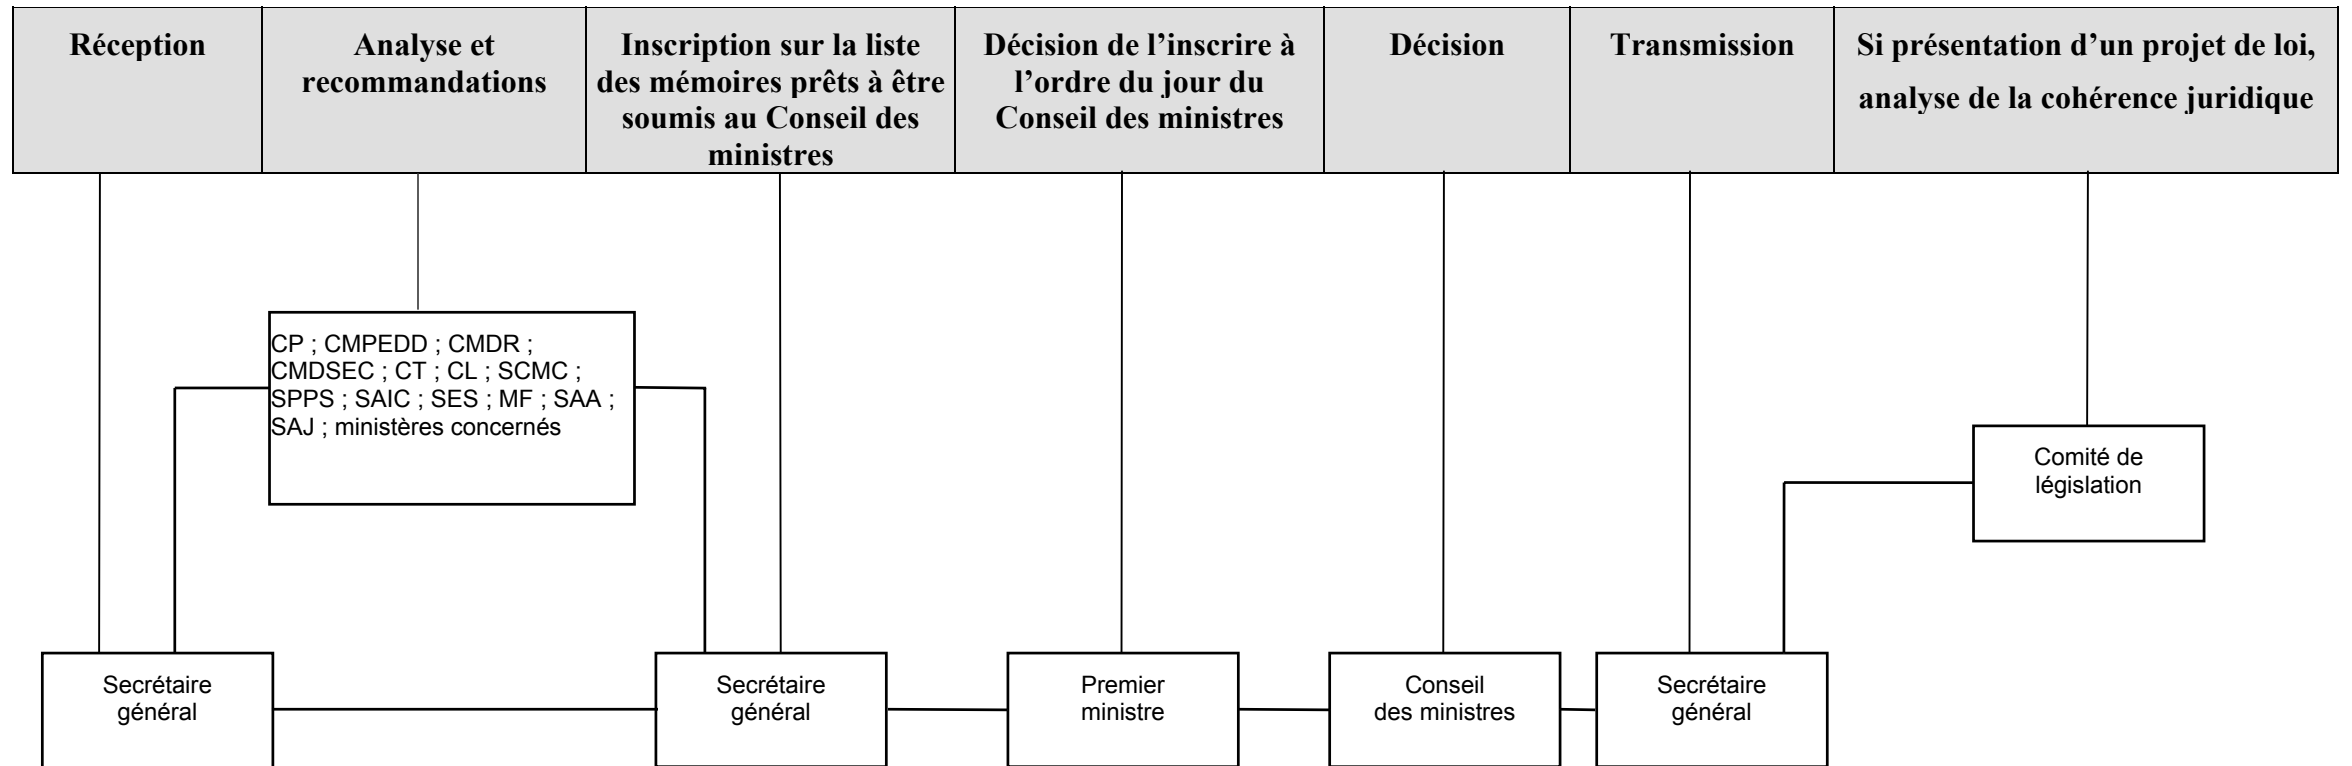 Réception
Analyse et
recommandations
Inscription sur la liste
des mémoires prêts à être
soumis au Conseil des
ministres
Décision de l’inscrire à
l’ordre du jour du
Conseil des ministres
Décision
Transmission
Si présentation d’un projet de loi,
analyse de la cohérence juridique
CP ; CMPEDD ; CMDR ;
CMDSEC ; CT ; CL ; SCMC ;
SPPS ; SAIC ; SES ; MF ; SAA ;
SAJ ; ministères concernés
Comité de
législation
Secrétaire
général
Secrétaire
général
Premier
ministre
Conseil
des ministres
Secrétaire
général